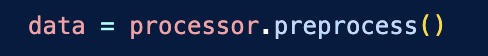 data = processor.preprocess()